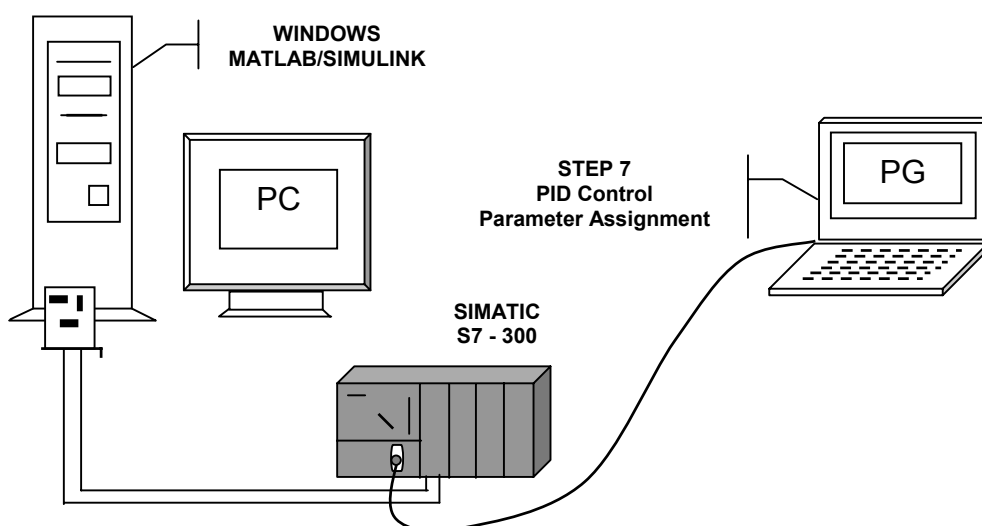 WINDOWS
MATLAB/SIMULINK
PC
STEP 7
PID Control
Parameter Assignment
PG
SIMATIC
S7 - 300